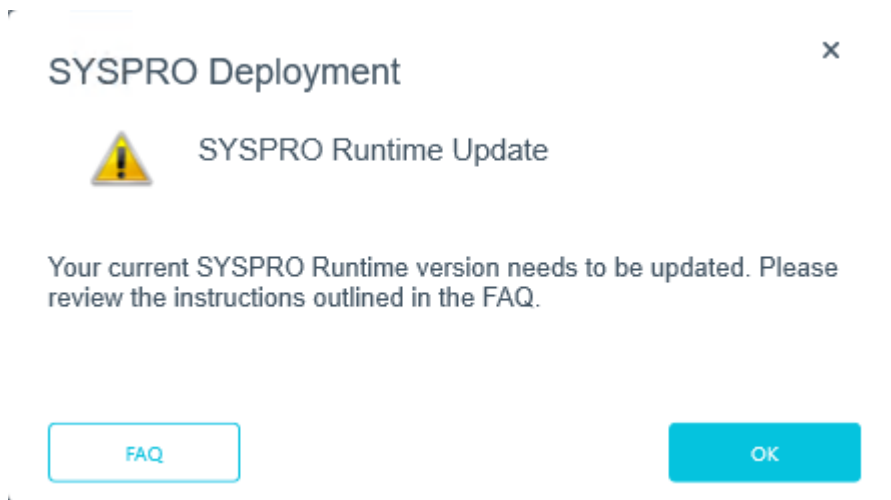 SYSPRO Deployment
SYSPRO Runtime Update
Your current SYSPRO Runtime version needs to be updated. Please
review the instructions outlined in the FAQ.
FAQ
OK